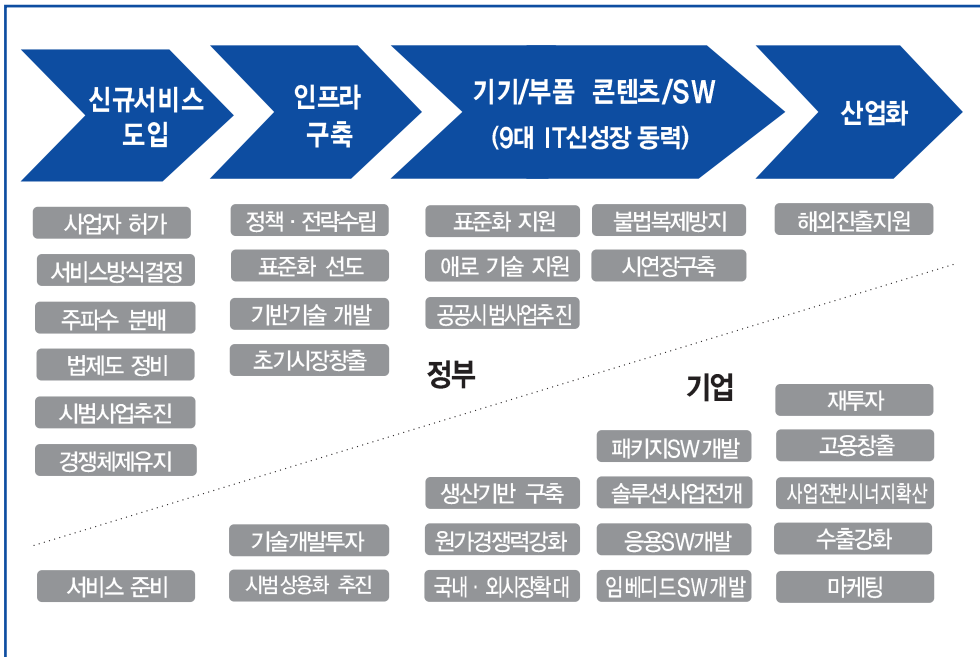 신규서비스
도입
인프라
구축
기기/부품 콘텐츠/SW
(9대 IT신성장 동력)
산업화
사업자 허가
서비스방식결정
주파수 분배
법제도 정비
시범사업추진
경쟁체제유지
정책·전략수립
표준화 선도
기반기술 개발
초기시장창출
표준화 지원
애로 기술 지원
공공시범사업추진
불법복제방지
시연장구축
해외진출지원
정부
기업
서비스 준비
기술개발투자
시범상용화 추진
생산기반 구축
원가경쟁력강화
국내·외시장확대
패키지SW개발
솔루션사업전개
응용SW개발
임베디드SW개발
재투자
고용창출
사업전반시너지확산
수출강화
마케팅